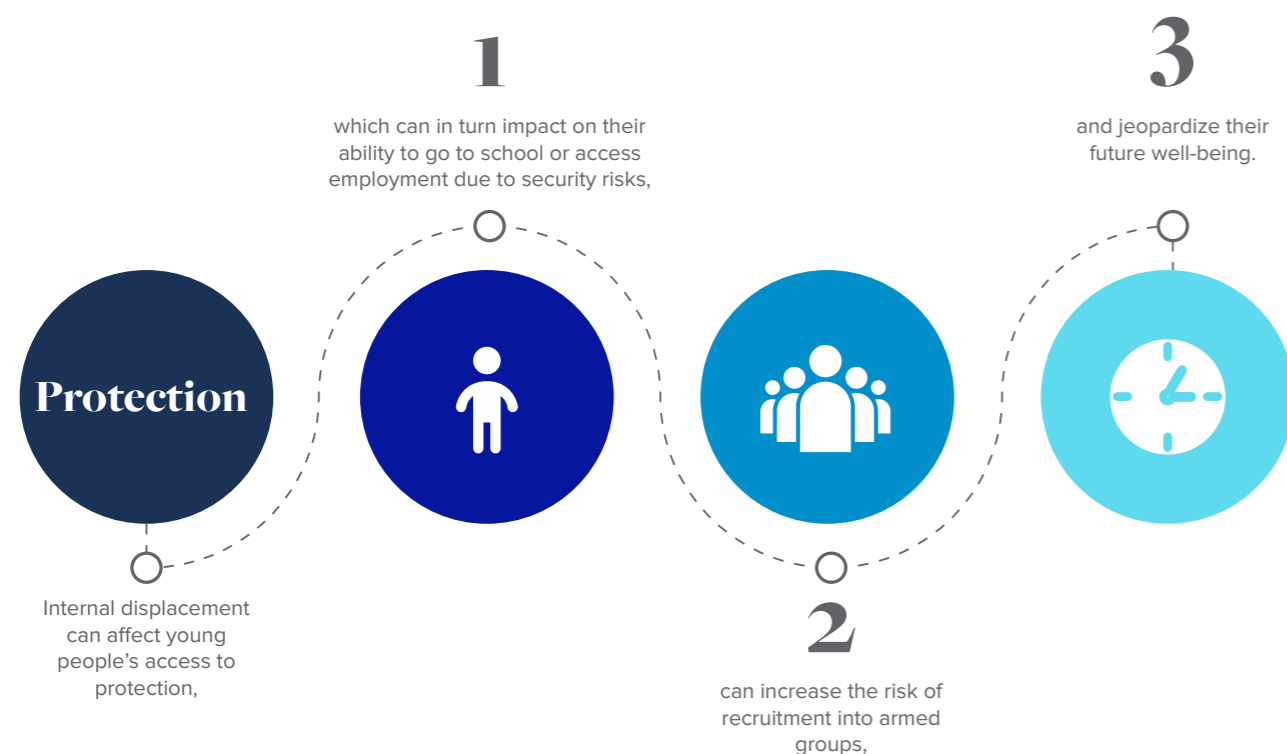 Protection
Internal displacement
can affect young
people’s access to
protection,
1
which can in turn impact on their
ability to go to school or access
employment due to security risks,
2
can increase the risk of
recruitment into armed
groups,
3
and jeopardize their
future well-being.